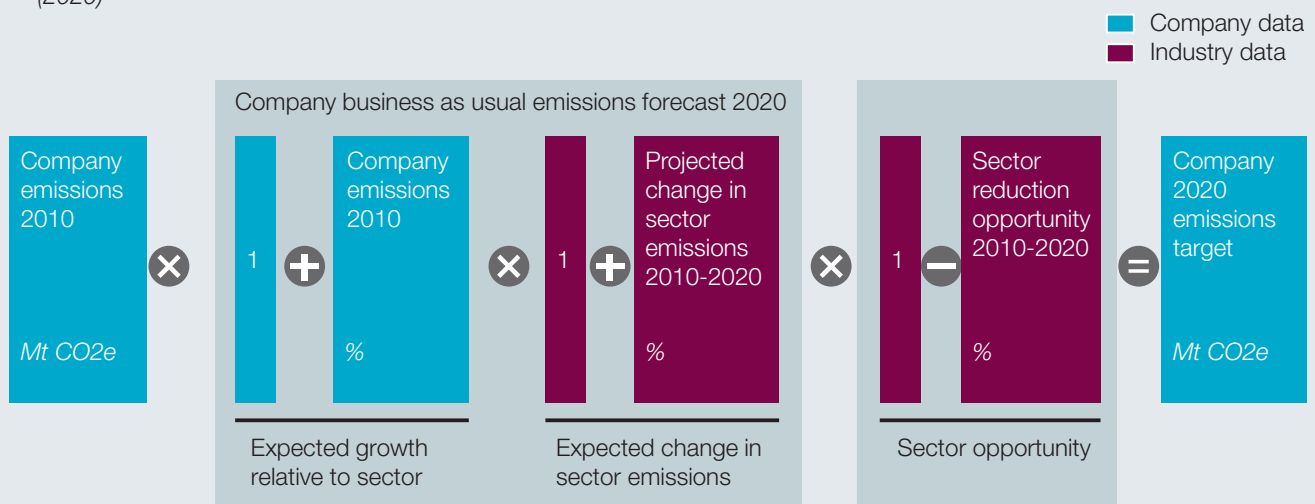 Company data
Industry data
Company business as usual emissions forecast 2020
Company
emissions
2010
Mt CO2e
×
1
+
Company
emissions
2010
%
×
1
+
Projected
change in
sector
emissions
2010-2020
%
×
1
−
Sector
reduction
opportunity
2010-2020
%
=
Company
2020
emissions
target
Mt CO2e
Expected growth
relative to sector
Expected change in
sector emissions
Sector opportunity